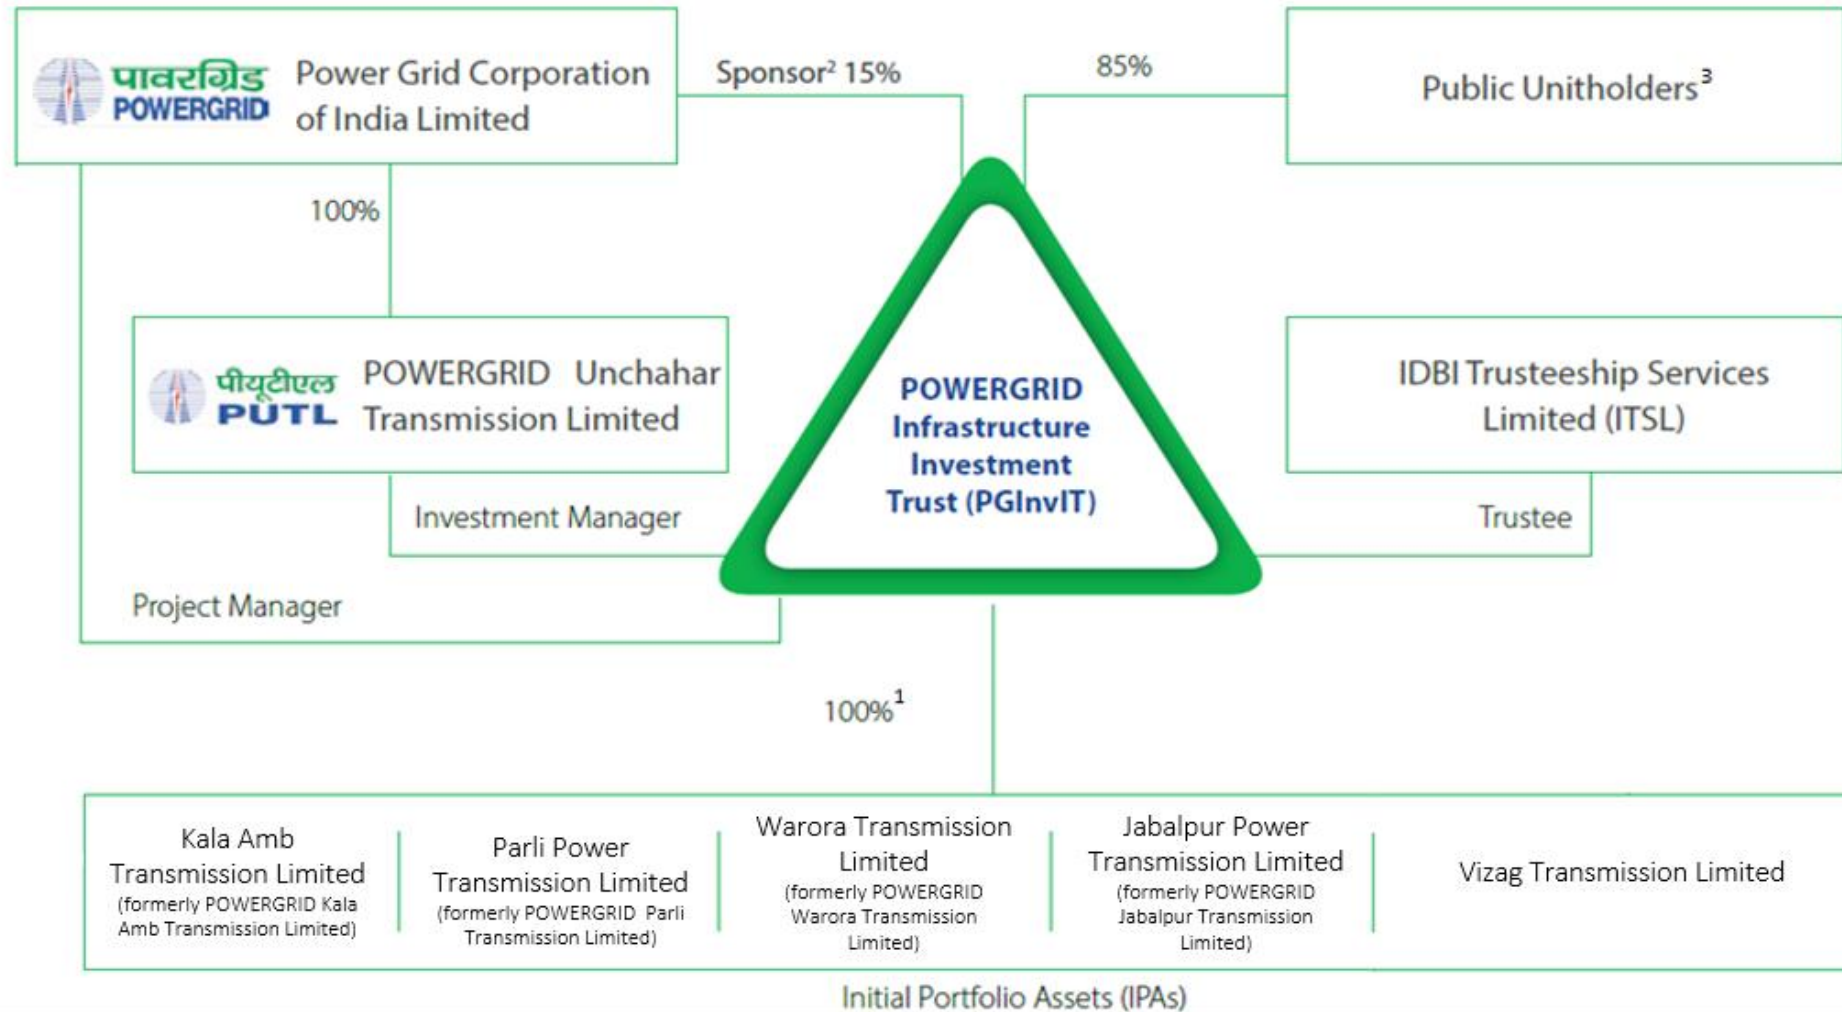 पावरग्रिड
POWERGRID
Power Grid Corporation
of India Limited
Sponsor² 15%
85%
Public Unitholders³
100%
पीयूटीएल
PUTL
POWERGRID Unchahar
Transmission Limited
POWERGRID
Infrastructure
Investment
Trust (PGInvIT)
IDBI Trusteeship Services
Limited (ITSL)
Investment Manager
Trustee
Project Manager
100%¹
Kala Amb
Transmission Limited
(formerly POWERGRID Kala
Amb Transmission Limited)
Parli Power
Transmission Limited
(formerly POWERGRID Parli
Transmission Limited)
Warora Transmission
Limited
(formerly POWERGRID
Warora Transmission
Limited)
Jabalpur Power
Transmission Limited
(formerly POWERGRID
Jabalpur Transmission
Limited)
Vizag Transmission Limited
Initial Portfolio Assets (IPAs)